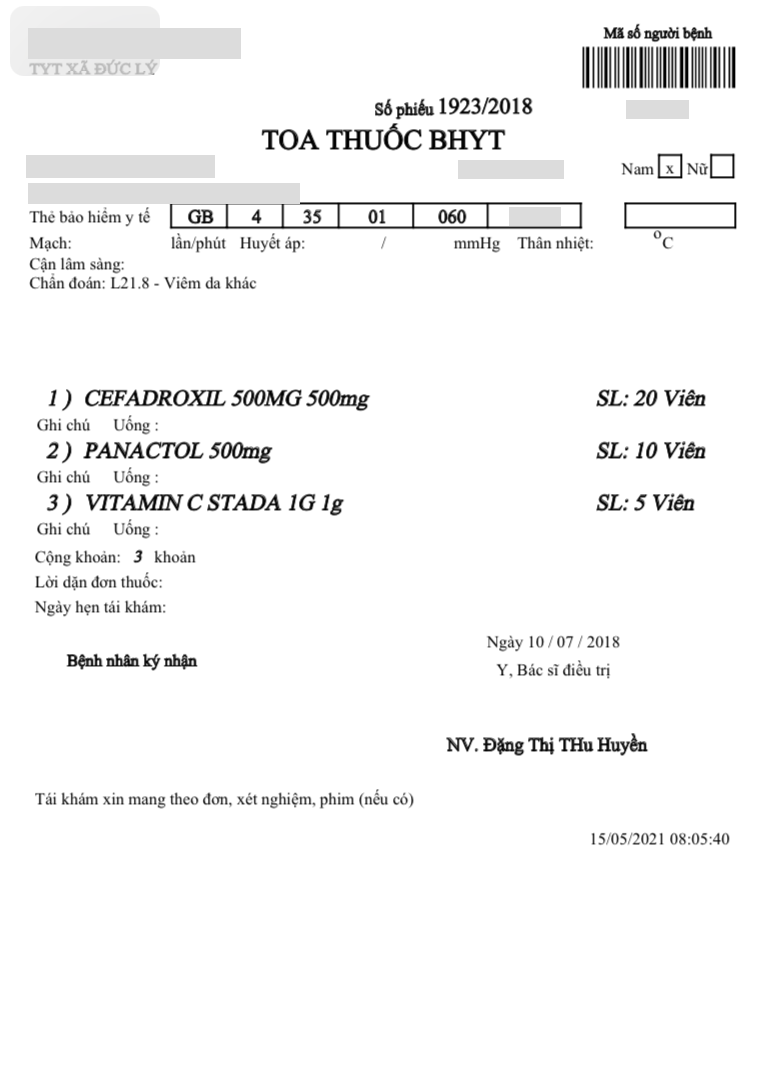 Mã số người bệnh
TYT XÃ ĐỨC LÝ
Số phiếu 1923/2018
TOA THUỐC BHYT
Nam x Nữ
Thẻ bảo hiểm y tế GB 4 35 01 060
Mạch: lần/phút Huyết áp: / mmHg Thân nhiệt: °C
Cận lâm sàng:
Chẩn đoán: L21.8 - Viêm da khác
1 ) CEFADROXIL 500MG 500mg SL: 20 Viên
Ghi chú Uống :
2 ) PANACTOL 500mg SL: 10 Viên
Ghi chú Uống :
3 ) VITAMIN C STADA 1G 1g SL: 5 Viên
Ghi chú Uống :
Cộng khoản: 3 khoản
Lời dặn đơn thuốc:
Ngày hẹn tái khám:
Ngày 10 / 07 / 2018
Bệnh nhân ký nhận
Y, Bác sĩ điều trị
NV. Đặng Thị THu Huyền
Tái khám xin mang theo đơn, xét nghiệm, phim (nếu có)
15/05/2021 08:05:40